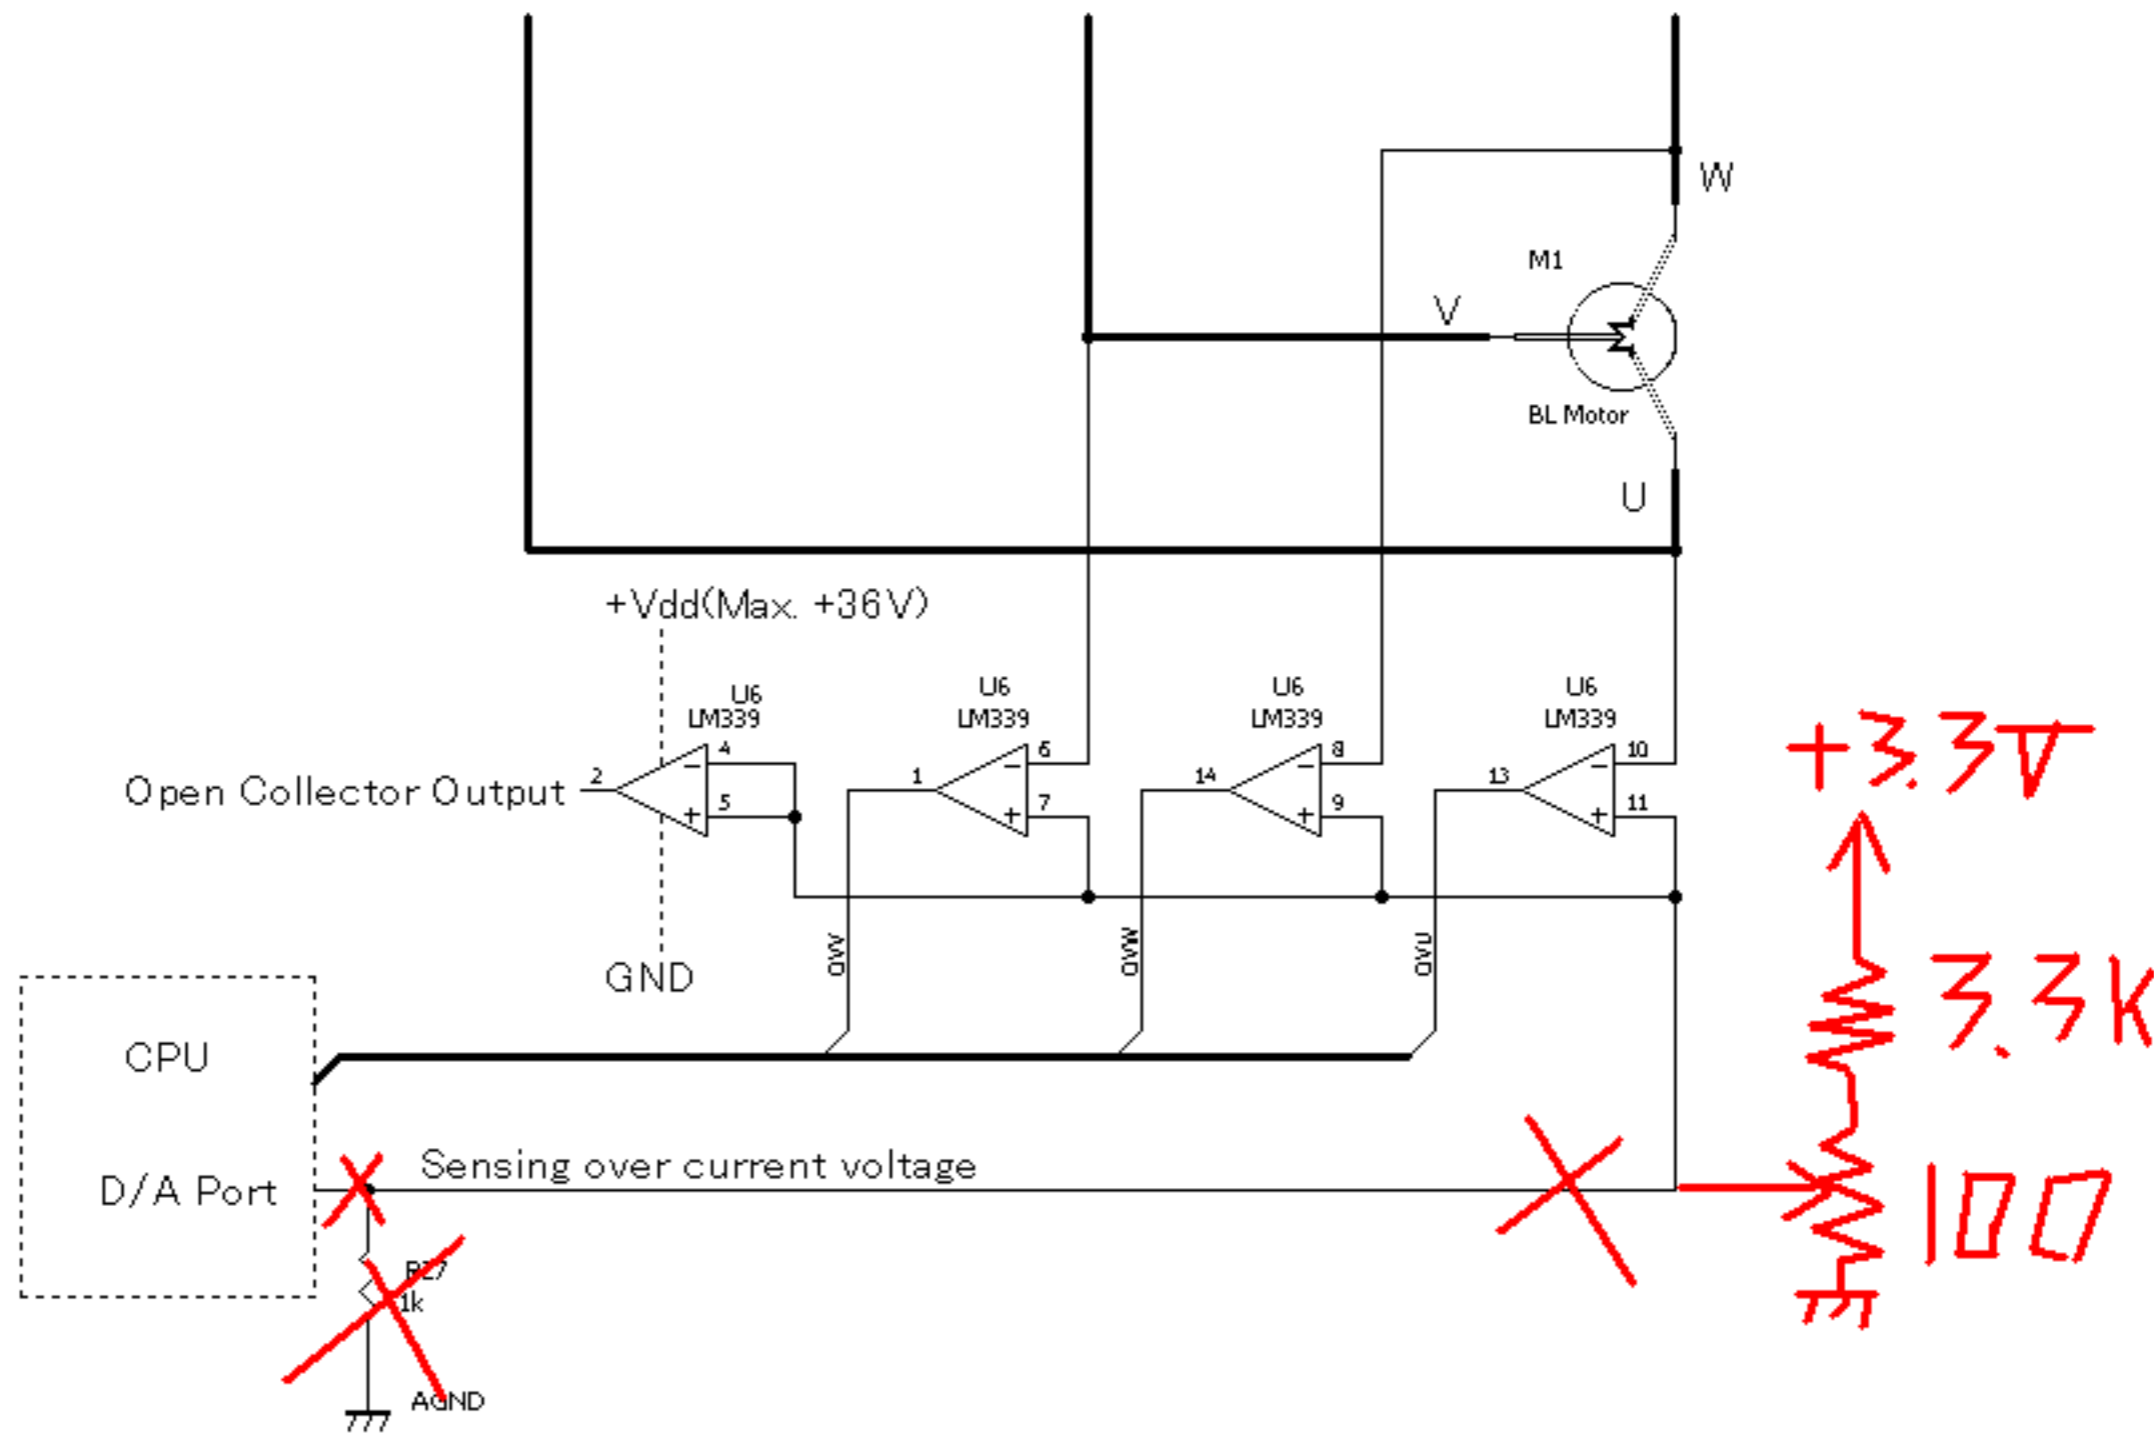 W
M1
V
BL Motor
U
+Vdd(Max. +36V)
U6
LM339
U6
LM339
U6
LM339
U6
LM339
+3.3V
4
6
8
10
Open Collector Output
2
1
14
13
5
7
9
11
OVV
OVW
OVU
GND
3.3K
CPU
Sensing over current voltage
D/A Port
100
1k
AGND